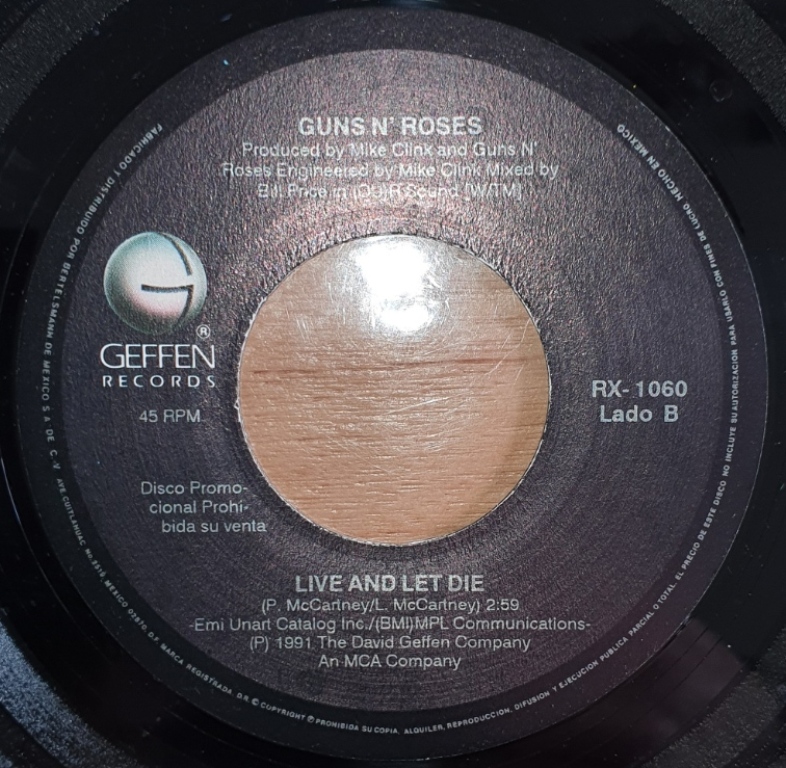 GUNS N' ROSES
Produced by Mike Clink and Guns N'
Roses Engineered by Mike Clink Mixed by
Bill Price in (Ou)R Sound [W/TM]
G
®
GEFFEN
RECORDS
45 RPM
RX-1060
Lado B
Disco Promo-
cional Prohi-
bida su venta
LIVE AND LET DIE
(P. McCartney/L. McCartney) 2:59
-Emi Unart Catalog Inc./(BMI)MPL Communications-
(P) 1991 The David Geffen Company
An MCA Company
FABRICADO Y DISTRIBUIDO POR BERTELSMANN DE MEXICO S A DE C.V AVE CUITLAHUAC No. MEXICO D.F. MARCA REGISTRADA. D.R. © COPYRIGHT ℗ PROHIBIDA SU COPIA, ALQUILER, REPRODUCCION, DIFUSION Y EJECUCION PUBLICA PARCIAL O TOTAL. EL PRECIO DE ESTE DISCO NO INCLUYE SU AUTORIZACION PARA USARLO CON FINES DE LUCRO. HECHO EN MEXICO